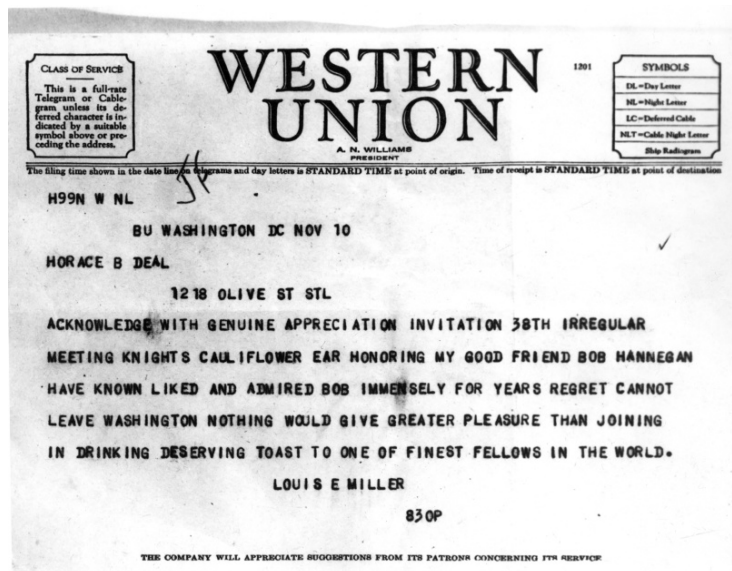 CLASS OF SERVICE
This is a full-rate
Telegram or Cable-
gram unless its de-
ferred character is in-
dicated by a suitable
symbol above or pre-
ceding the address.
WESTERN
UNION
A. N. WILLIAMS
PRESIDENT
1201
SYMBOLS
DL=Day Letter
NL=Night Letter
LC=Deferred Cable
NLT=Cable Night Letter
Ship Radiogram
The filing time shown in the date line on telegrams and day letters is STANDARD TIME at point of origin. Time of receipt is STANDARD TIME at point of destination
H99N W NL
BU WASHINGTON DC NOV 10
HORACE B DEAL
1218 OLIVE ST STL
ACKNOWLEDGE WITH GENUINE APPRECIATION INVITATION 38TH IRREGULAR
MEETING KNIGHTS CAULIFLOWER EAR HONORING MY GOOD FRIEND BOB HANNEGAN
HAVE KNOWN LIKED AND ADMIRED BOB IMMENSELY FOR YEARS REGRET CANNOT
LEAVE WASHINGTON NOTHING WOULD GIVE GREATER PLEASURE THAN JOINING
IN DRINKING DESERVING TOAST TO ONE OF FINEST FELLOWS IN THE WORLD.
LOUIS E MILLER
830P
THE COMPANY WILL APPRECIATE SUGGESTIONS FROM ITS PATRONS CONCERNING ITS SERVICE